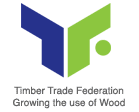 Timber Trade Federation
Growing the use of Wood